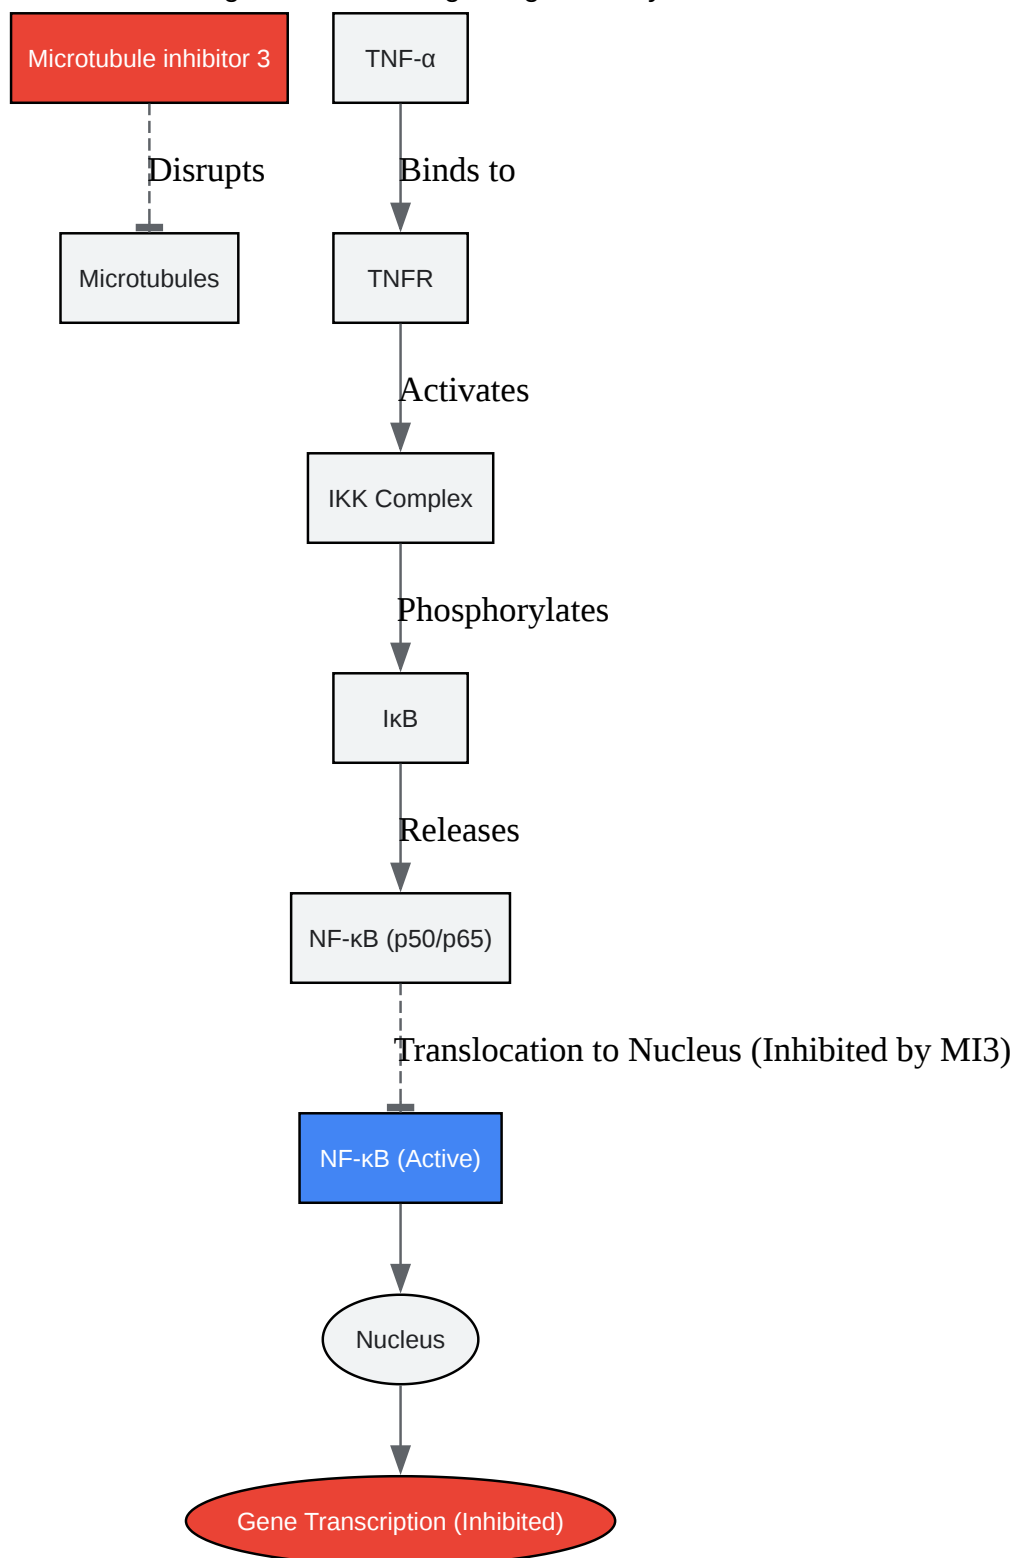 Microtubule inhibitor 3
TNF-α
Disrupts
Binds to
Microtubules
TNFR
Activates
IKK Complex
Phosphorylates
IκB
Releases
NF-κB (p50/p65)
Translocation to Nucleus (Inhibited by MI3)
NF-κB (Active)
Nucleus
Gene Transcription (Inhibited)